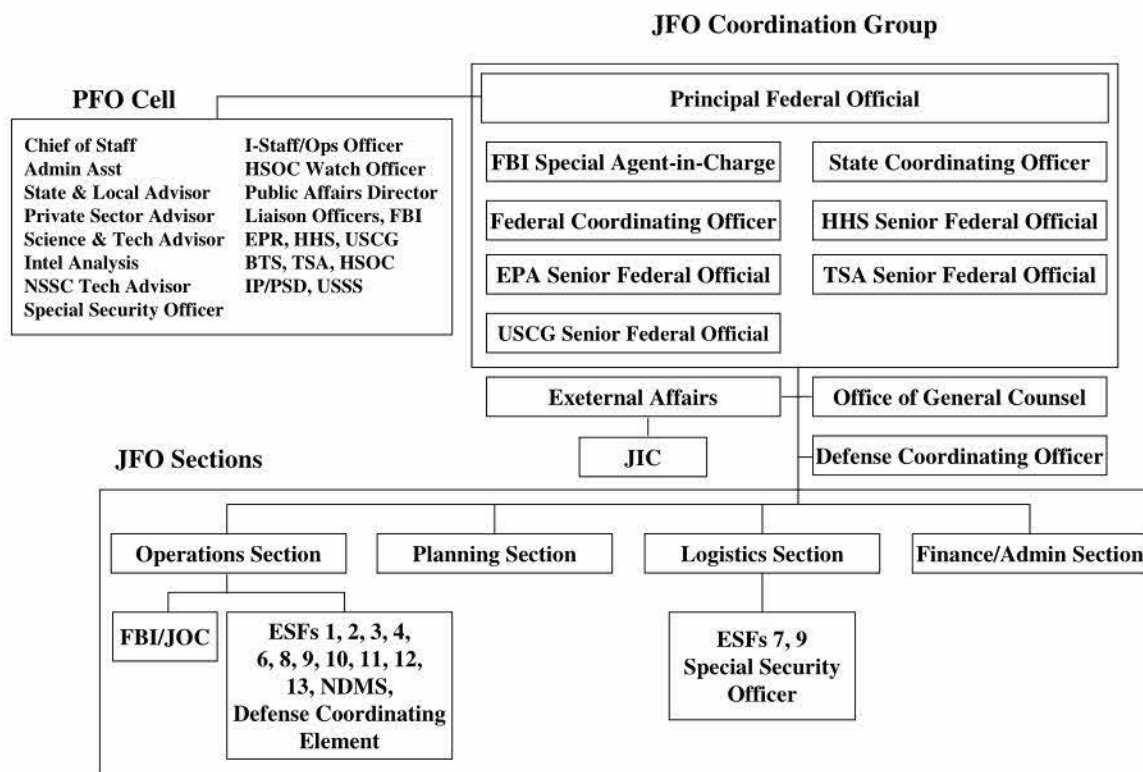 JFO Coordination Group
Principal Federal Official
FBI Special Agent-in-Charge
State Coordinating Officer
Federal Coordinating Officer
HHS Senior Federal Official
EPA Senior Federal Official
TSA Senior Federal Official
USCG Senior Federal Official
PFO Cell
Chief of Staff
Admin Asst
State & Local Advisor
Private Sector Advisor
Science & Tech Advisor
Intel Analysis
NSSC Tech Advisor
Special Security Officer
I-Staff/Ops Officer
HSOC Watch Officer
Public Affairs Director
Liaison Officers, FBI
EPR, HHS, USCG
BTS, TSA, HSOC
IP/PSD, USSS
Exeternal Affairs
Office of General Counsel
JIC
Defense Coordinating Officer
JFO Sections
Operations Section
Planning Section
Logistics Section
Finance/Admin Section
FBI/JOC
ESFs 1, 2, 3, 4,
6, 8, 9, 10, 11, 12,
13, NDMS,
Defense Coordinating
Element
ESFs 7, 9
Special Security
Officer